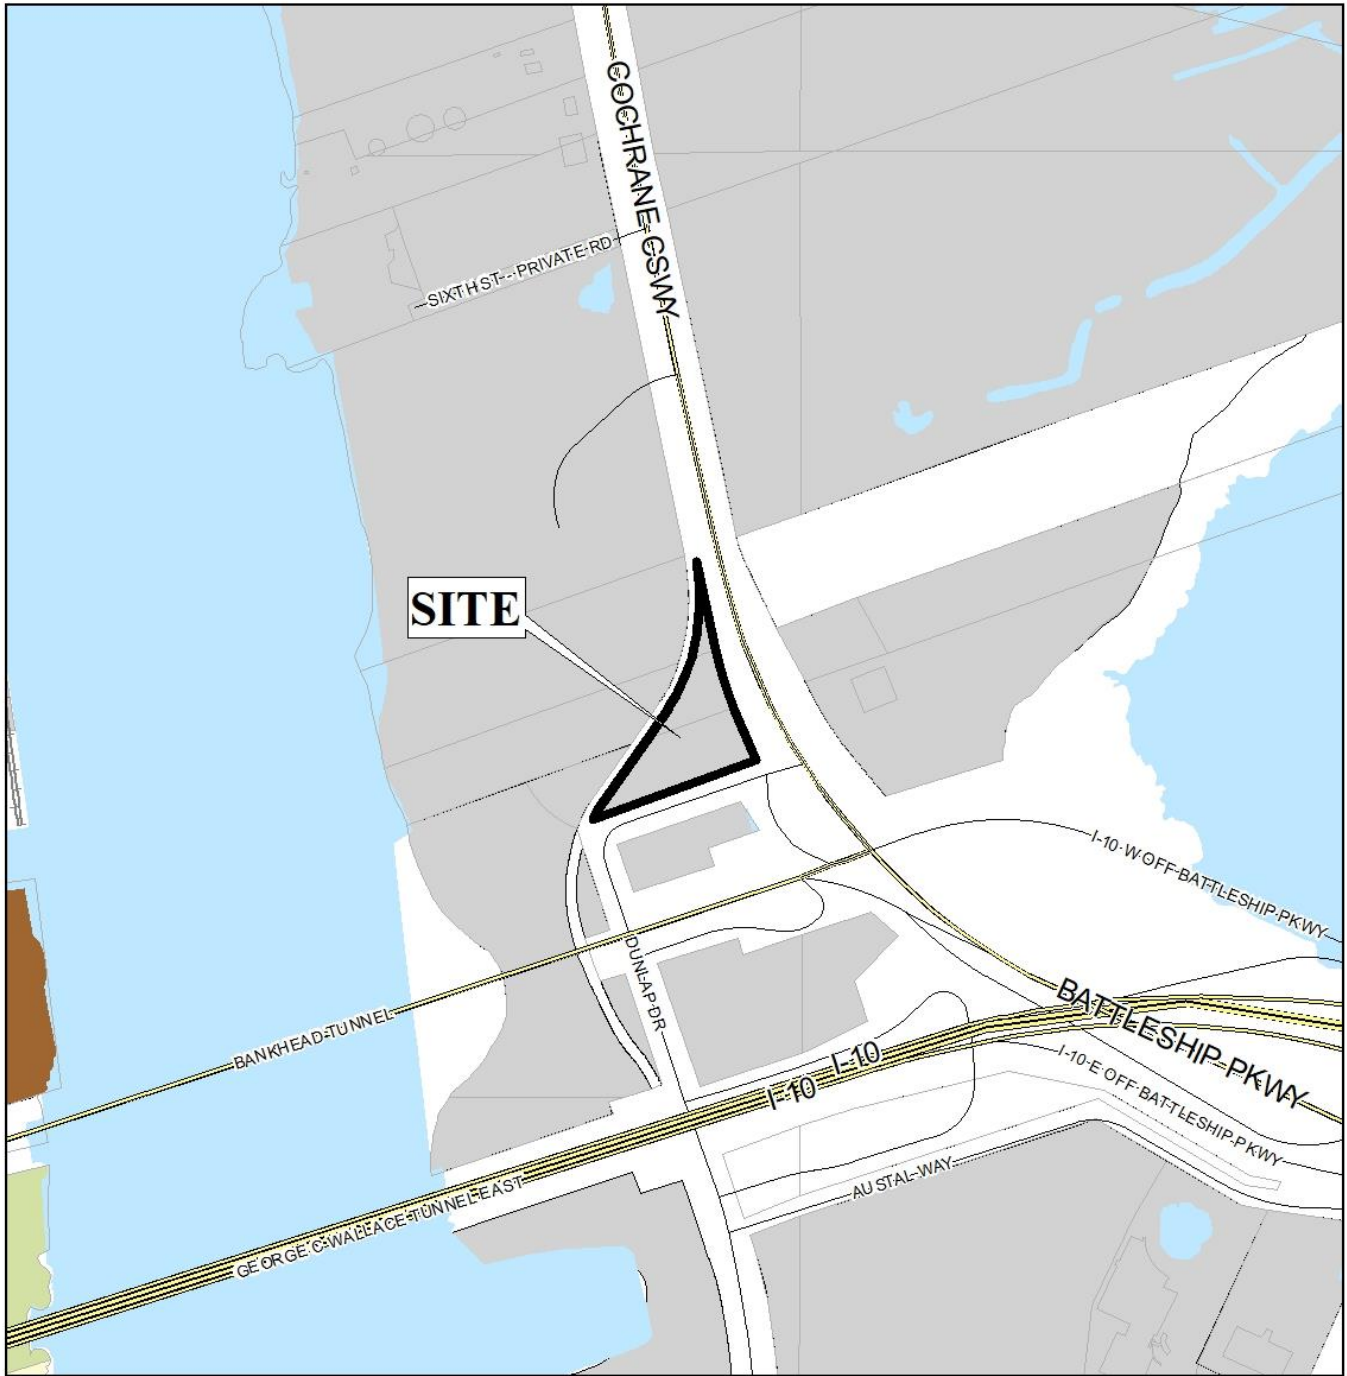 COCHRANE CSWY
SIXTH ST - PRIVATE RD
SITE
I-10 W OFF BATTLESHIP PKWY
DUNLAP DR
BANKHEAD TUNNEL
BATTLESHIP PKWY
I-10
I-10
I-10 E OFF BATTLESHIP PKWY
AUSTAL WAY
GEORGE C WALLACE TUNNEL EAST